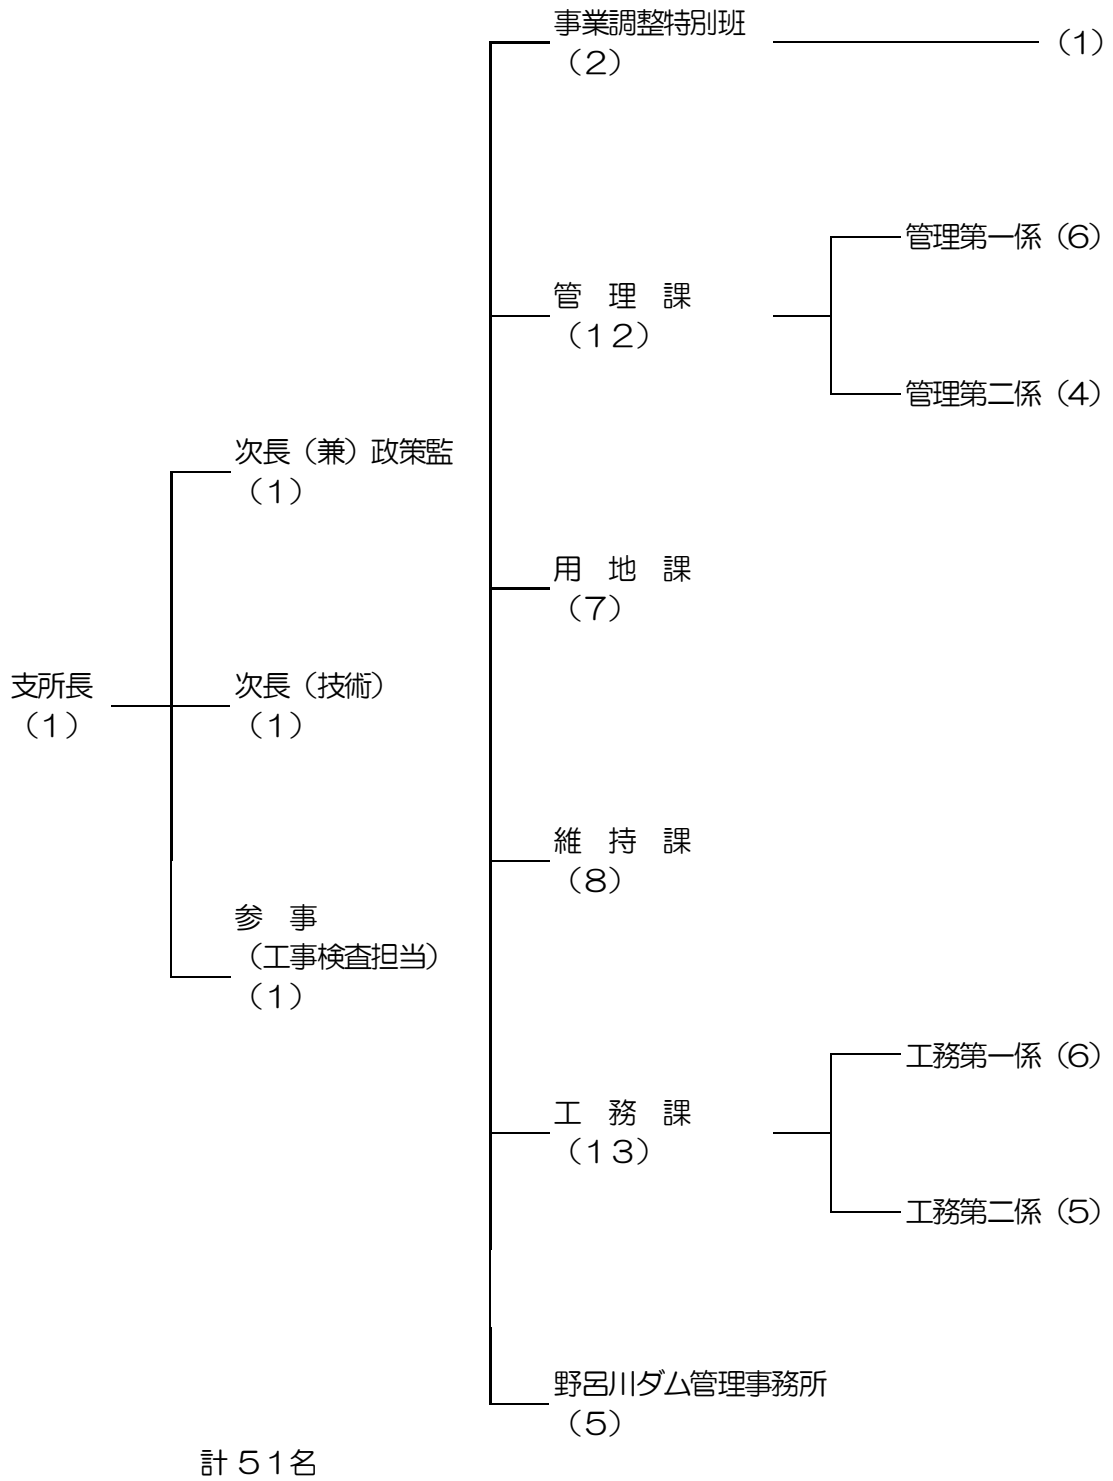 支所長
（１）
次長（兼）政策監
（１）
次長（技術）
（１）
参　事
（工事検査担当）
（１）
事業調整特別班
（２）
（１）
管　理　課
（１２）
管理第一係（６）
管理第二係（４）
用　地　課
（７）
維　持　課
（８）
工　務　課
（１３）
工務第一係（６）
工務第二係（５）
野呂川ダム管理事務所
（５）
計５１名